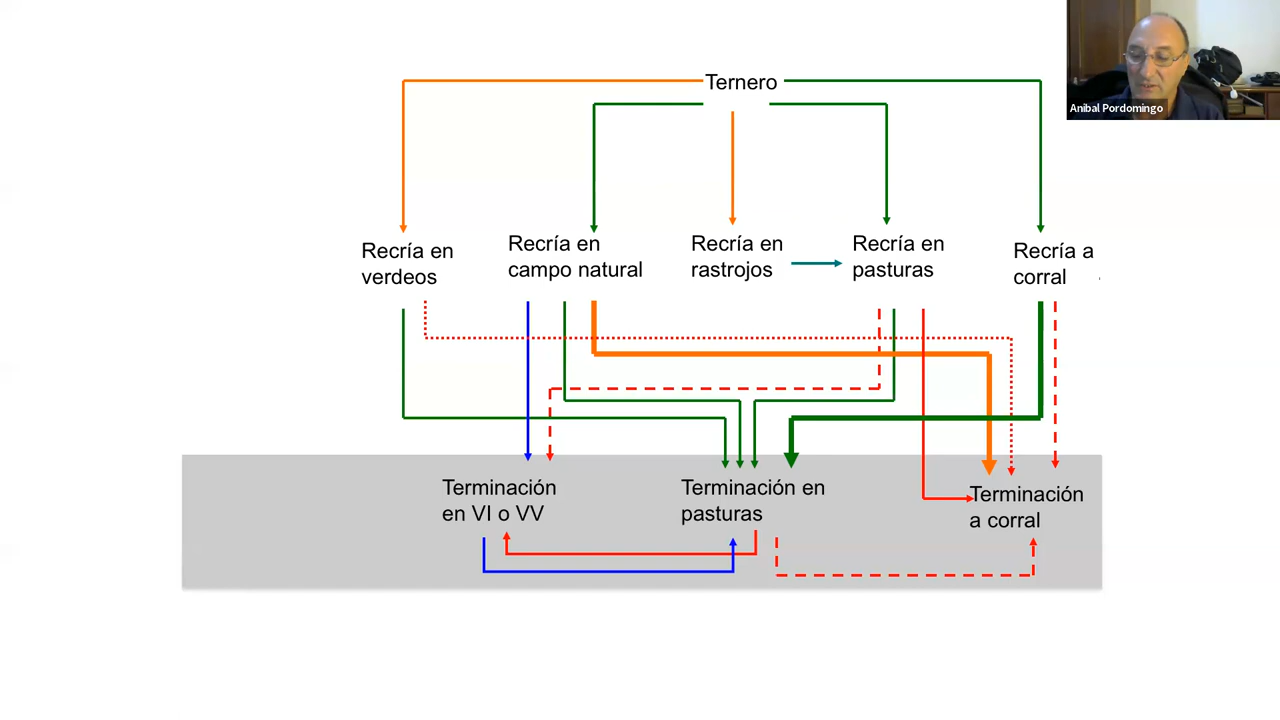 Ternero
Anibal Pordomingo
Recría en
verdeos
Recría en
campo natural
Recría en
rastrojos
Recría en
pasturas
Recría a
corral
Terminación
en VI o VV
Terminación en
pasturas
Terminación
a corral